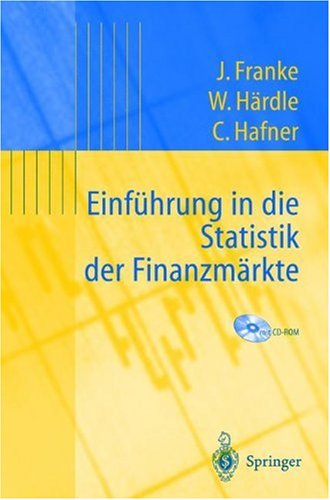 J. Franke
W. Härdle
C. Hafner
Einführung in die
Statistik
der Finanzmärkte
mit CD-ROM
Springer